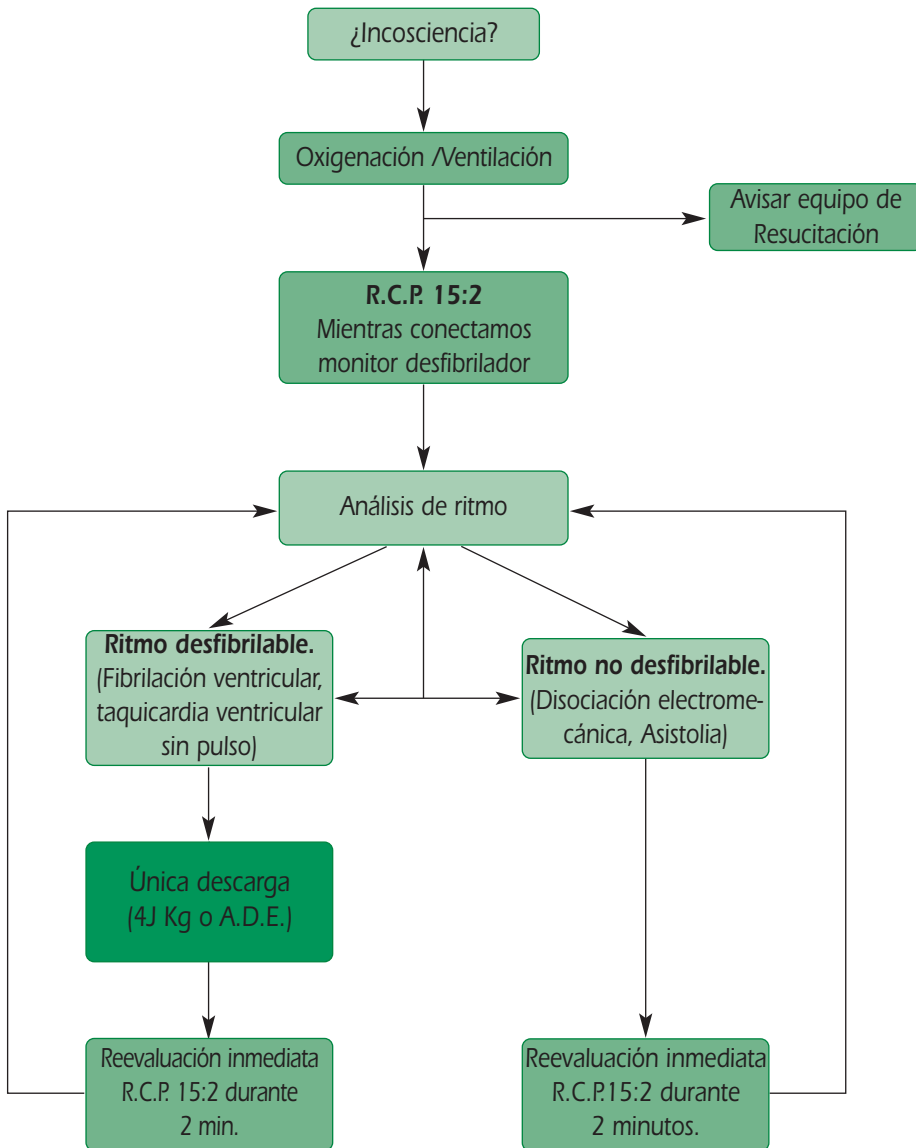 ¿Incosciencia?
Oxigenación /Ventilación
Avisar equipo de
Resucitación
R.C.P. 15:2
Mientras conectamos
monitor desfibrilador
Análisis de ritmo
Ritmo desfibrilable.
(Fibrilación ventricular,
taquicardia ventricular
sin pulso)
Ritmo no desfibrilable.
(Disociación electrome-
cánica, Asistolia)
Única descarga
(4J Kg o A.D.E.)
Reevaluación inmediata
R.C.P. 15:2 durante
2 min.
Reevaluación inmediata
R.C.P.15:2 durante
2 minutos.